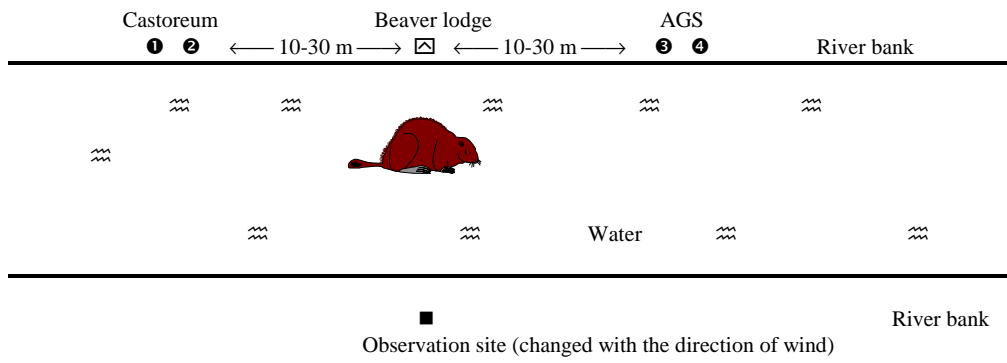 Castoreum Beaver lodge AGS
❶ ❷ ←— 10-30 m —→ ←— 10-30 m —→ ❸ ❹ River bank
Water
River bank
Observation site (changed with the direction of wind)